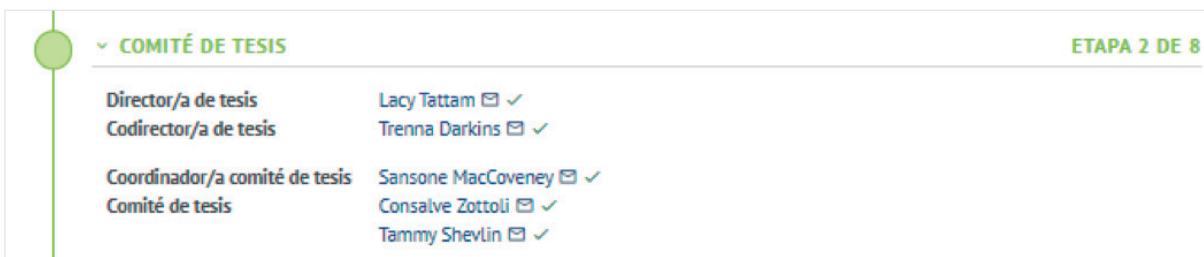 COMITÉ DE TESIS ETAPA 2 DE 8
Director/a de tesis Lacy Tattam
Codirector/a de tesis Trenna Darkins
Coordinador/a comité de tesis Sansone MacCoveney
Comité de tesis Consalve Zottoli
Tammy Shevlin